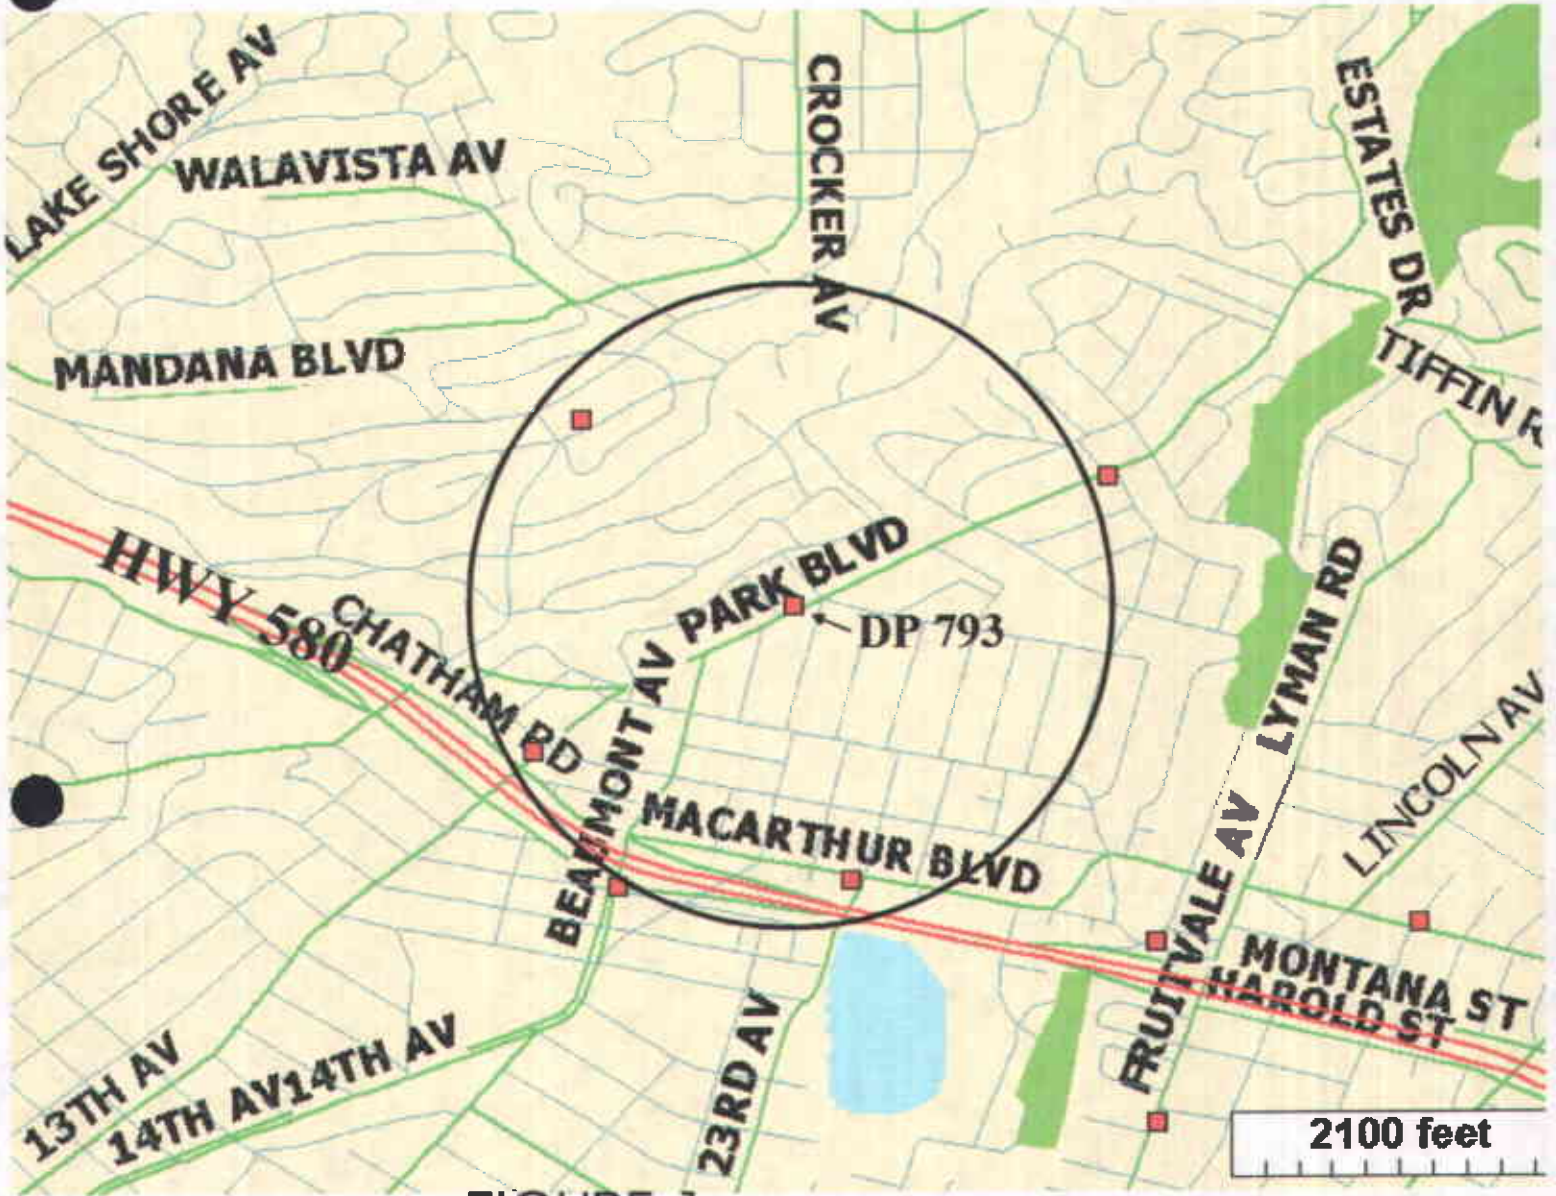 LAKE SHORE AV
WALAVISTA AV
CROCKER AV
ESTATES DR
MANDANA BLVD
TIFFIN R
HWY 580
CHATHAM RD
PARK BLVD
DP 793
BEAUMONT AV
LYMAN RD
LINCOLN AV
MACARTHUR BLVD
FRUITVALE AV
MONTANA ST
HAROLD ST
13TH AV
14TH AV14TH AV
23RD AV
2100 feet